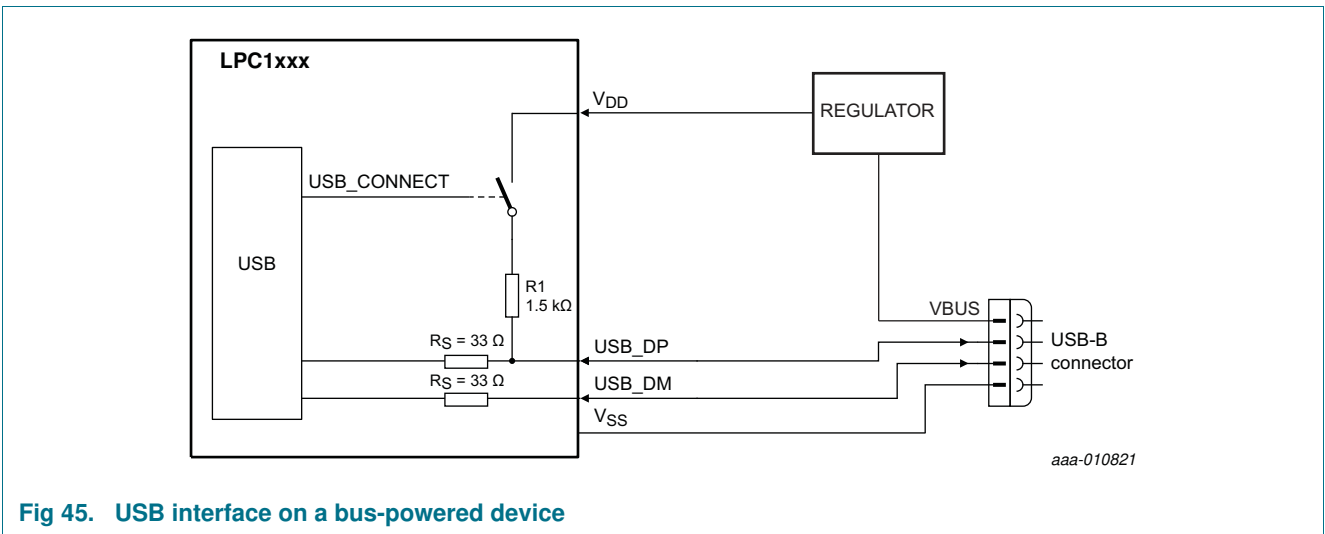 LPC1xxx
VDD
REGULATOR
USB_CONNECT
USB
R1
1.5 kΩ
VBUS
RS = 33 Ω
USB_DP
USB-B
connector
RS = 33 Ω
USB_DM
VSS
aaa-010821
Fig 45. USB interface on a bus-powered device